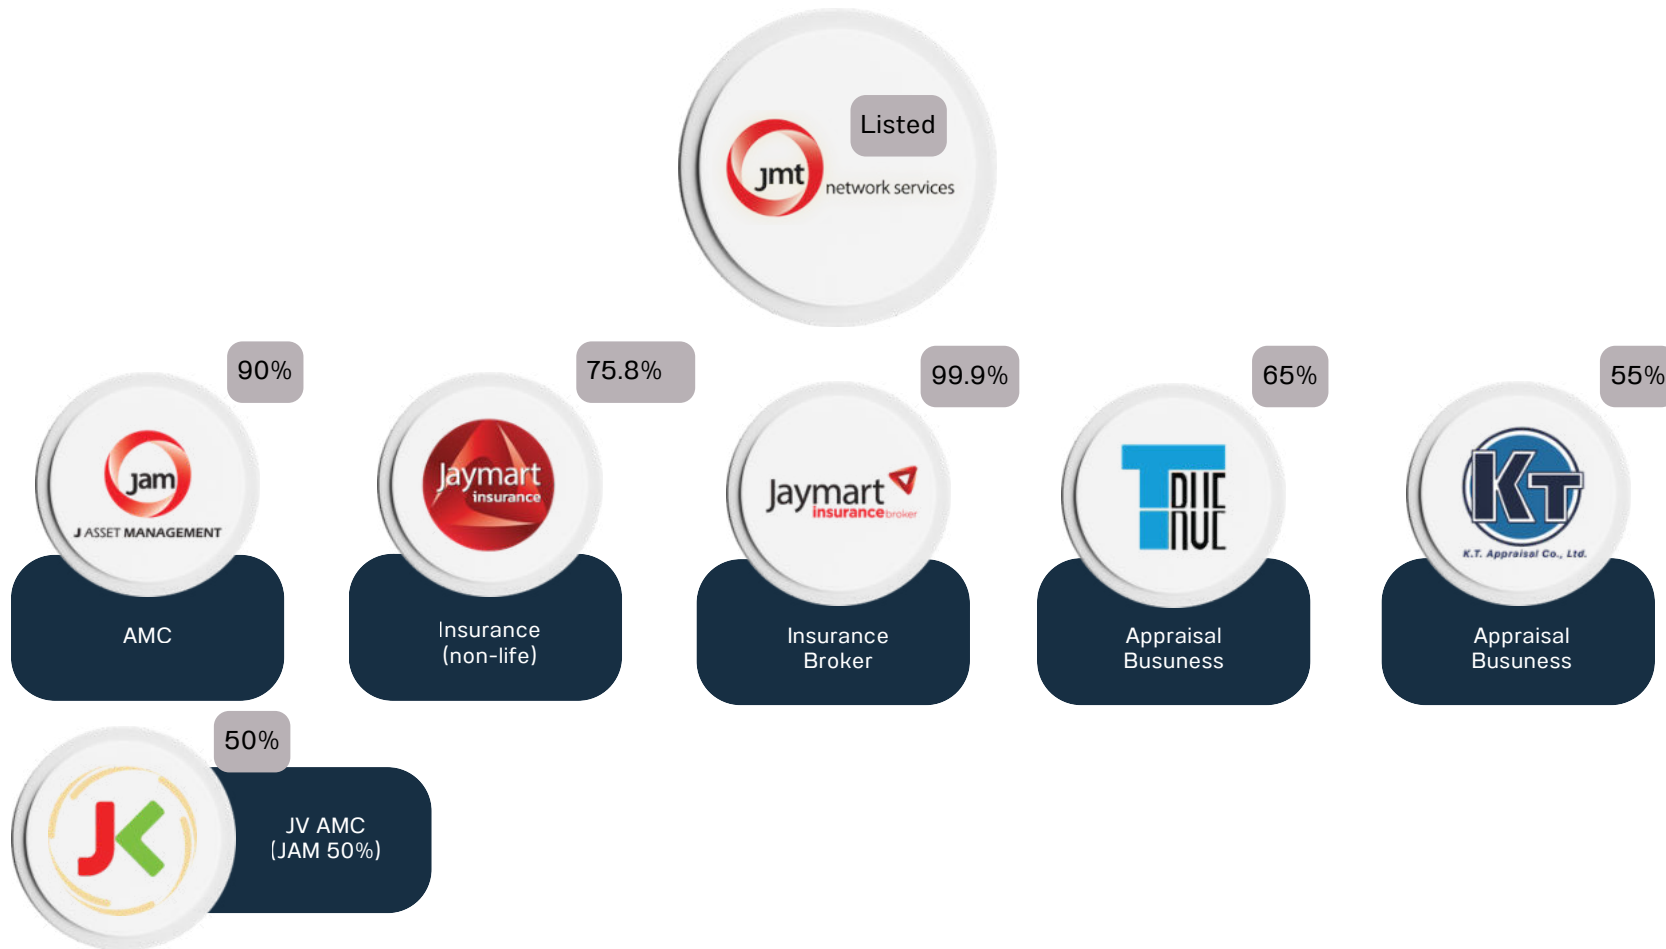 Listed
jmt
network services
90%
75.8%
99.9%
65%
55%
jam
J ASSET MANAGEMENT
Jaymart
insurance
Jaymart
insurance broker
TRUE
TRUE
KT
K.T. Appraisal Co., Ltd.
AMC
Insurance
(non-life)
Insurance
Broker
Appraisal
Busuness
Appraisal
Busuness
50%
JK
JV AMC
(JAM 50%)